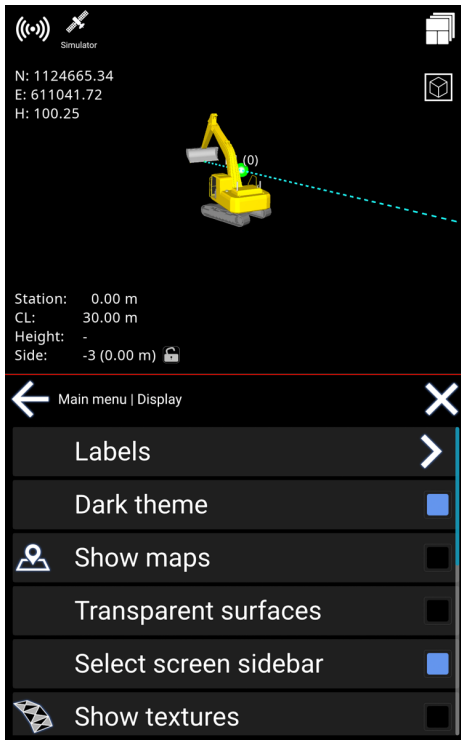 Simulator
N: 1124665.34
E: 611041.72
H: 100.25
(0)
Station: 0.00 m
CL: 30.00 m
Height: -
Side: -3 (0.00 m)
Main menu | Display
Labels
Dark theme
Show maps
Transparent surfaces
Select screen sidebar
Show textures